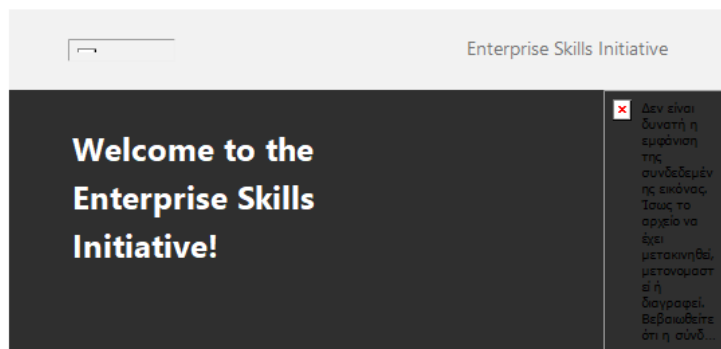 Enterprise Skills Initiative
Welcome to the
Enterprise Skills
Initiative!
Δεν είναι
δυνατή η
εμφάνιση
της
συνδεδεμέν
ης εικόνας.
Ίσως το
αρχείο να
έχει
μετακινηθεί,
μετονομαστ
εί ή
διαγραφεί.
Βεβαιωθείτε
ότι η σύνδ...